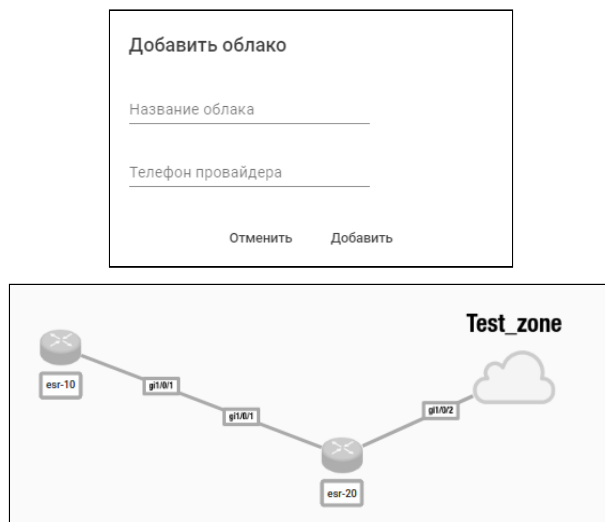 Добавить облако
Название облака
Телефон провайдера
Отменить Добавить
Test_zone
esr-10
gi1/0/1
gi1/0/1
gi1/0/2
esr-20